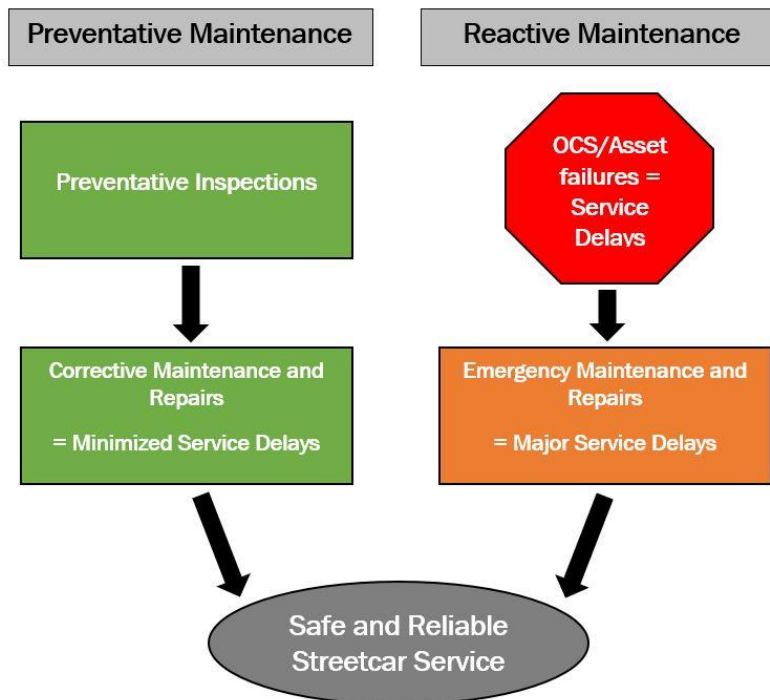 Preventative Maintenance
Reactive Maintenance
Preventative Inspections
OCS/Asset
failures =
Service
Delays
Corrective Maintenance and
Repairs
= Minimized Service Delays
Emergency Maintenance and
Repairs
= Major Service Delays
Safe and Reliable
Streetcar Service